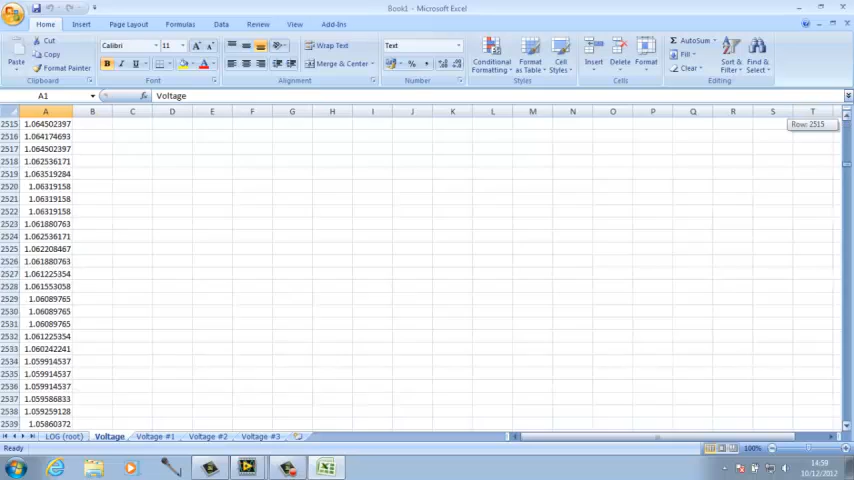 Book1 - Microsoft Excel
Home Insert Page Layout Formulas Data Review View Add-Ins
Paste Cut Calibri 11 Wrap Text Text Conditional Formatting Format as Table Cell Styles Insert Delete Format AutoSum Sort & Filter Find & Select
Copy Fill
Format Painter B I U Merge & Center % , Clear
Clipboard Font Alignment Number Styles Cells Editing
A1 fx Voltage
A B C D E F G H I J K L M N O P Q R S T
2515 1.064502397 Row: 2515
2516 1.064174693
2517 1.064502397
2518 1.062536171
2519 1.063519284
2520 1.06319158
2521 1.06319158
2522 1.06319158
2523 1.061880763
2524 1.062536171
2525 1.062208467
2526 1.061880763
2527 1.061225354
2528 1.061553058
2529 1.06089765
2530 1.06089765
2531 1.06089765
2532 1.061225354
2533 1.060242241
2534 1.059914537
2535 1.059914537
2536 1.059914537
2537 1.059586833
2538 1.059259128
2539 1.05860372
LOG (root) Voltage Voltage #1 Voltage #2 Voltage #3
Ready 100%
14:59
10/12/2012